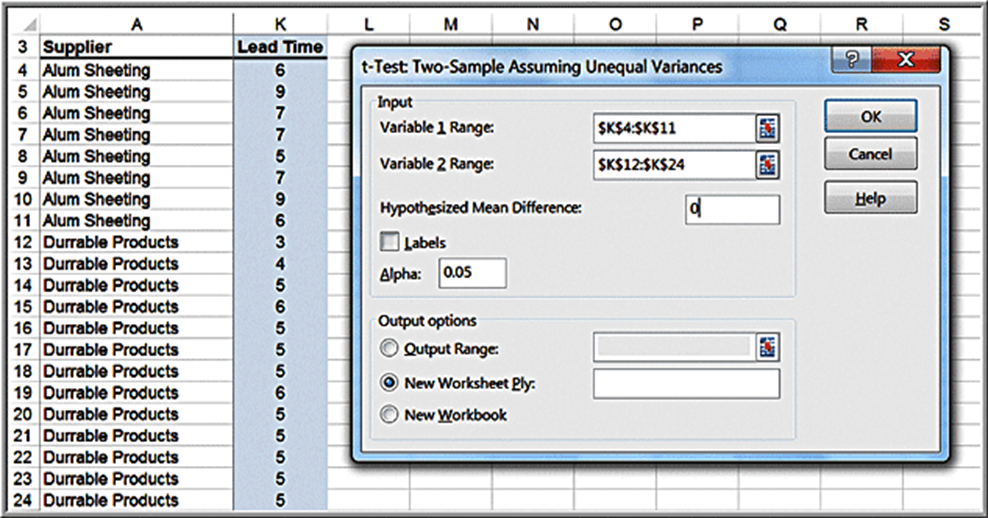 A K L M N O P Q R S
3 Supplier Lead Time
4 Alum Sheeting 6
5 Alum Sheeting 9
6 Alum Sheeting 7
7 Alum Sheeting 7
8 Alum Sheeting 5
9 Alum Sheeting 7
10 Alum Sheeting 9
11 Alum Sheeting 6
12 Durrable Products 3
13 Durrable Products 4
14 Durrable Products 5
15 Durrable Products 6
16 Durrable Products 5
17 Durrable Products 5
18 Durrable Products 5
19 Durrable Products 6
20 Durrable Products 5
21 Durrable Products 5
22 Durrable Products 5
23 Durrable Products 5
24 Durrable Products 5
t-Test: Two-Sample Assuming Unequal Variances
? X
Input
Variable 1 Range: $K$4:$K$11
Variable 2 Range: $K$12:$K$24
Hypothesized Mean Difference: 0
Labels
Alpha: 0.05
OK
Cancel
Help
Output options
Output Range:
New Worksheet Ply:
New Workbook